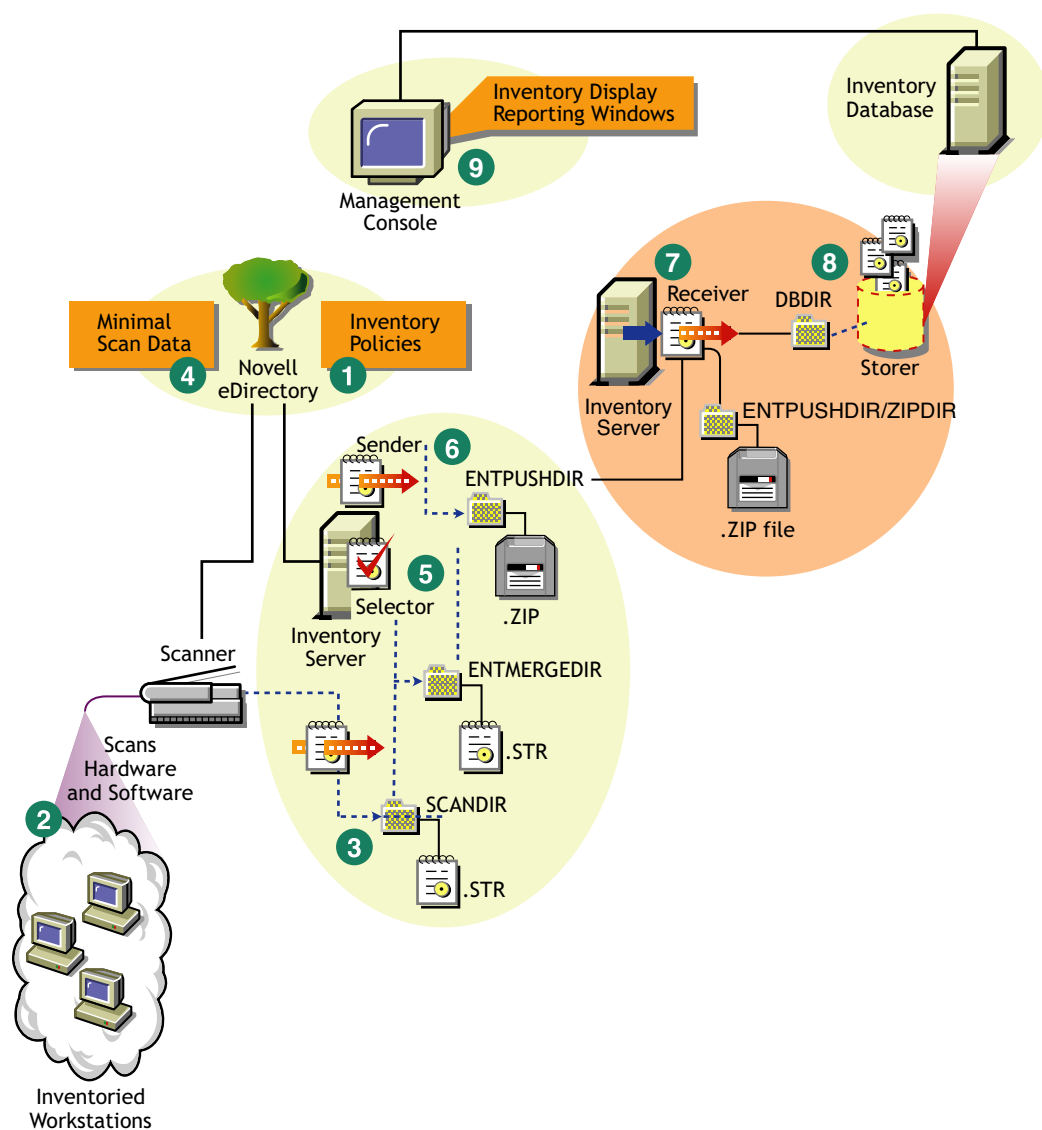 Inventory Display
Reporting Windows
Inventory
Database
9
Management
Console
7
8
Receiver
DBDIR
Storer
Minimal
Scan Data
Inventory
Policies
4
1
Novell
eDirectory
Inventory
Server
ENTPUSHDIR/ZIPDIR
.ZIP file
Sender
6
ENTPUSHDIR
5
Selector
.ZIP
Inventory
Server
Scanner
ENTMERGEDIR
.STR
Scans
Hardware
and Software
SCANDIR
2
3
.STR
Inventoried
Workstations